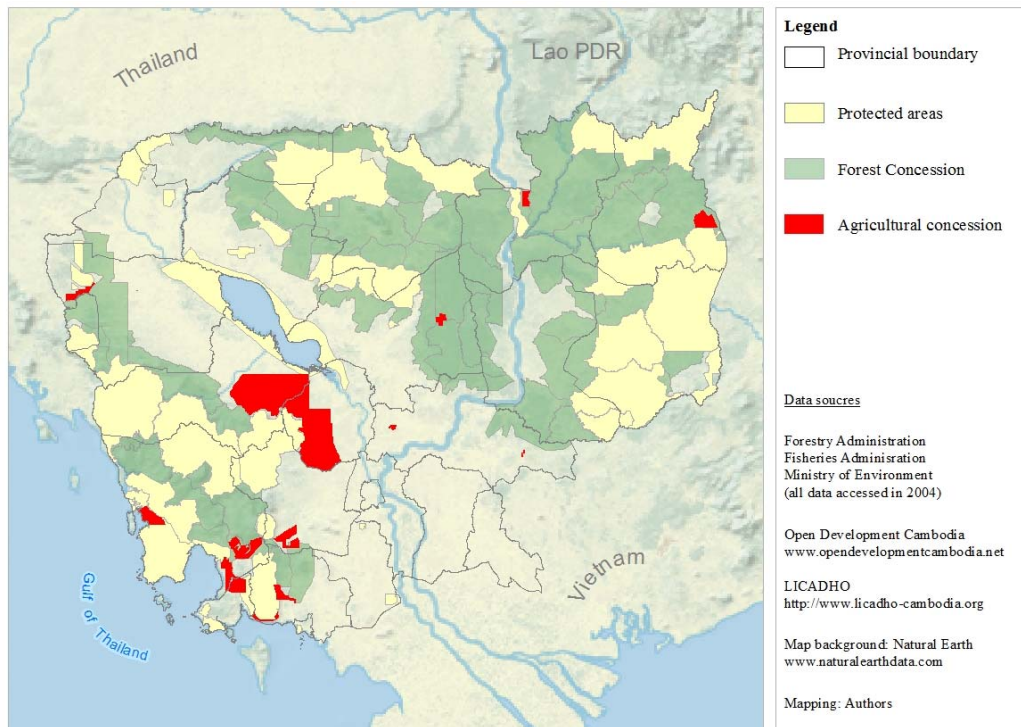 Thailand
Lao PDR
Vietnam
Gulf of Thailand
Legend
Provincial boundary
Protected areas
Forest Concession
Agricultural concession
Data soucres
Forestry Administration
Fisheries Adminisration
Ministry of Environment
(all data accessed in 2004)
Open Development Cambodia
www.opendevelopmentcambodia.net
LICADHO
http://www.licadho-cambodia.org
Map background: Natural Earth
www.naturalearthdata.com
Mapping: Authors